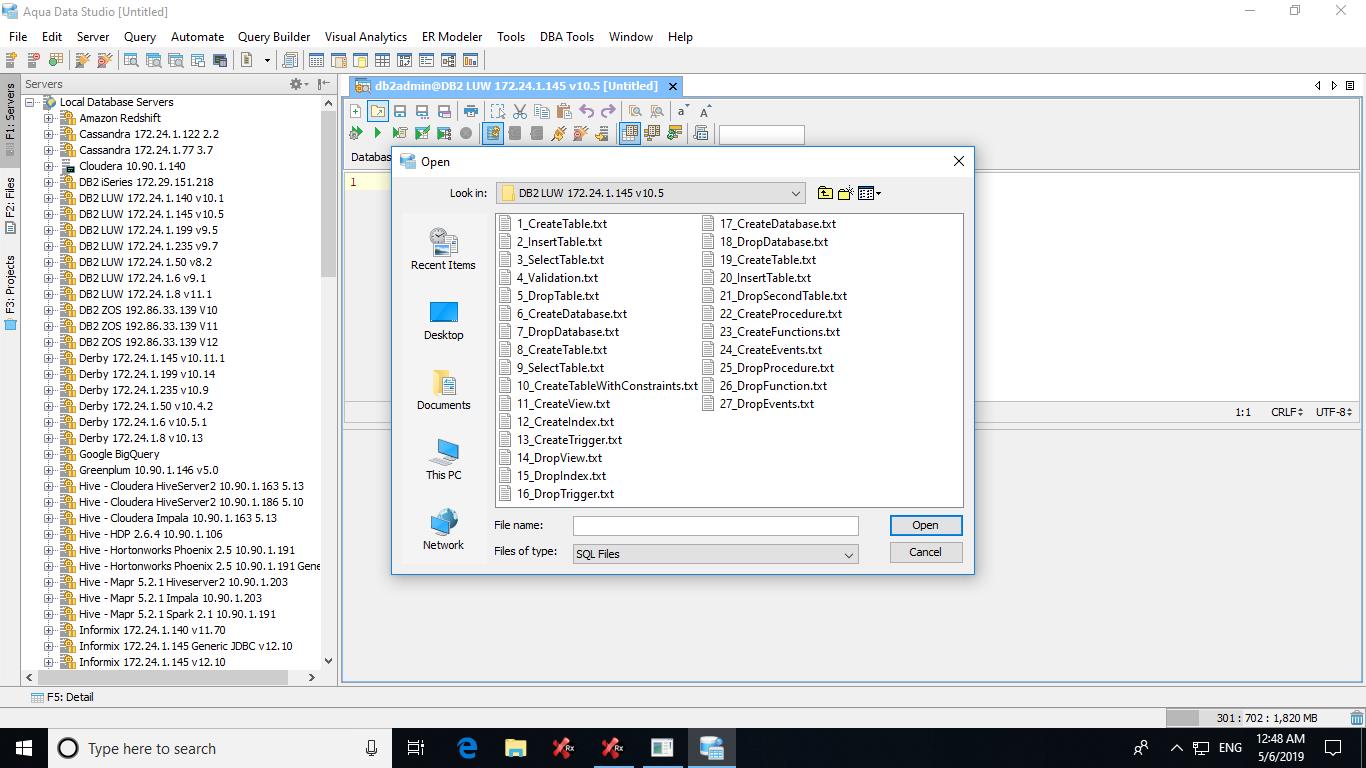 Aqua Data Studio [Untitled]
File Edit Server Query Automate Query Builder Visual Analytics ER Modeler Tools DBA Tools Window Help
F1: Servers
F2: Files
F3: Projects
Servers
Local Database Servers
Amazon Redshift
Cassandra 172.24.1.122 2.2
Cassandra 172.24.1.77 3.7
Cloudera 10.90.1.140
DB2 iSeries 172.29.151.218
DB2 LUW 172.24.1.140 v10.1
DB2 LUW 172.24.1.145 v10.5
DB2 LUW 172.24.1.199 v9.5
DB2 LUW 172.24.1.235 v9.7
DB2 LUW 172.24.1.50 v8.2
DB2 LUW 172.24.1.6 v9.1
DB2 LUW 172.24.1.8 v11.1
DB2 ZOS 192.86.33.139 V10
DB2 ZOS 192.86.33.139 V11
DB2 ZOS 192.86.33.139 V12
Derby 172.24.1.145 v10.11.1
Derby 172.24.1.199 v10.14
Derby 172.24.1.235 v10.9
Derby 172.24.1.50 v10.4.2
Derby 172.24.1.6 v10.5.1
Derby 172.24.1.8 v10.13
Google BigQuery
Greenplum 10.90.1.146 v5.0
Hive - Cloudera HiveServer2 10.90.1.163 5.13
Hive - Cloudera HiveServer2 10.90.1.186 5.10
Hive - Cloudera Impala 10.90.1.163 5.13
Hive - HDP 2.6.4 10.90.1.106
Hive - Hortonworks Phoenix 2.5 10.90.1.191
Hive - Hortonworks Phoenix 2.5 10.90.1.191 Gene
Hive - Mapr 5.2.1 Hiveserver2 10.90.1.203
Hive - Mapr 5.2.1 Impala 10.90.1.203
Hive - Mapr 5.2.1 Spark 2.1 10.90.1.191
Informix 172.24.1.140 v11.70
Informix 172.24.1.145 Generic JDBC v12.10
Informix 172.24.1.145 v12.10
db2admin@DB2 LUW 172.24.1.145 v10.5 [Untitled]
Databas
1
Open
Look in: DB2 LUW 172.24.1.145 v10.5
Recent Items
Desktop
Documents
This PC
Network
1_CreateTable.txt
2_InsertTable.txt
3_SelectTable.txt
4_Validation.txt
5_DropTable.txt
6_CreateDatabase.txt
7_DropDatabase.txt
8_CreateTable.txt
9_SelectTable.txt
10_CreateTableWithConstraints.txt
11_CreateView.txt
12_CreateIndex.txt
13_CreateTrigger.txt
14_DropView.txt
15_DropIndex.txt
16_DropTrigger.txt
17_CreateDatabase.txt
18_DropDatabase.txt
19_CreateTable.txt
20_InsertTable.txt
21_DropSecondTable.txt
22_CreateProcedure.txt
23_CreateFunctions.txt
24_CreateEvents.txt
25_DropProcedure.txt
26_DropFunction.txt
27_DropEvents.txt
File name: Open
Files of type: SQL Files Cancel
1:1 CRLF UTF-8
F5: Detail
301 : 702 : 1,820 MB
Type here to search
ENG
12:48 AM
5/6/2019